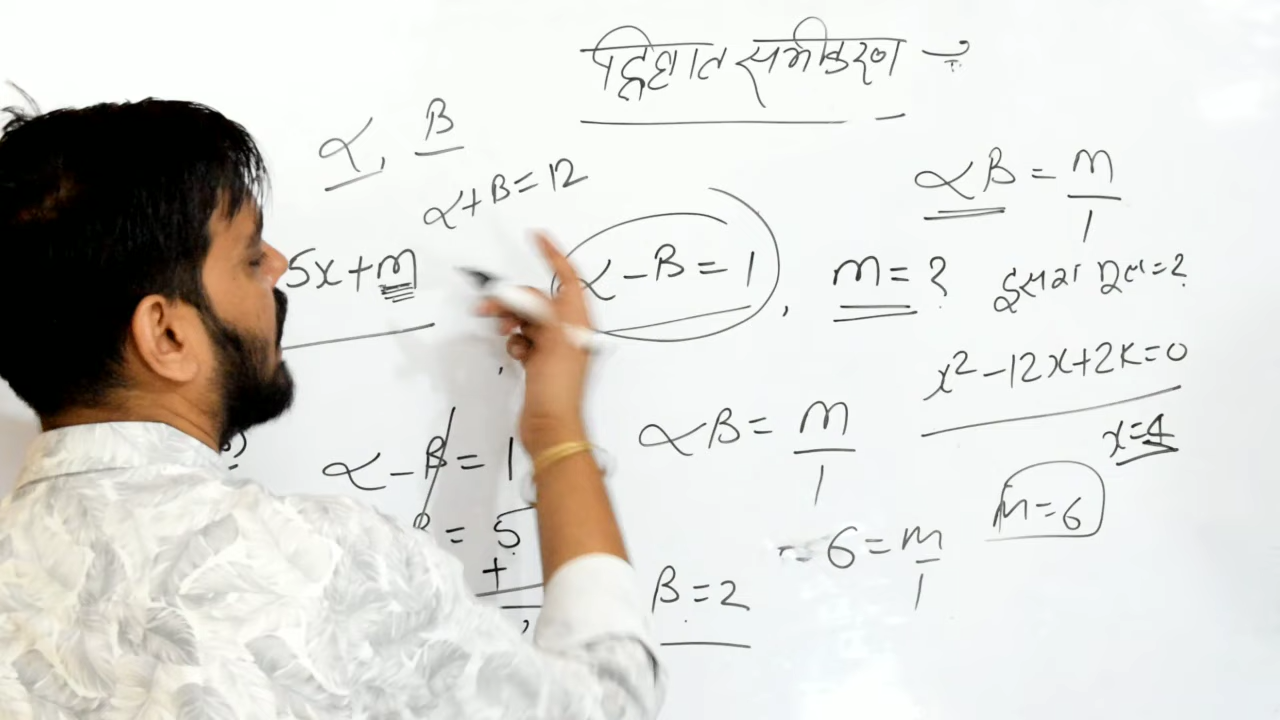 द्विघात समीकरण →
α, β
α+β=12
αβ = m/1
5x+m
α-β = 1, m = ? दूसरा मूल=?
x²-12x+2k=0
x=4
α-β = 1
αβ = m/1
m=6
= 5
+
6 = m/1
β=2